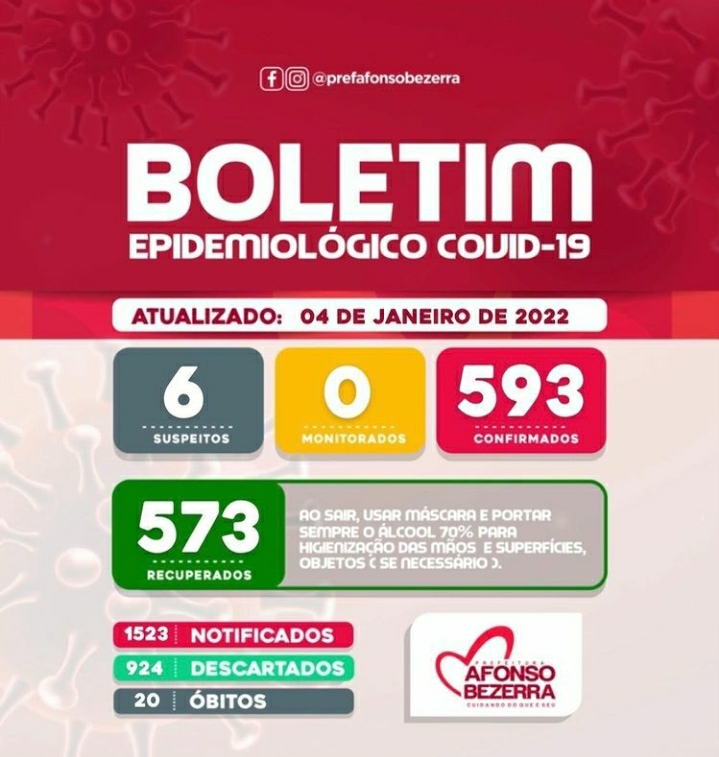 @prefafonsobezerra
BOLETIM
EPIDEMIOLÓGICO COVID-19
ATUALIZADO: 04 DE JANEIRO DE 2022
6
SUSPEITOS
0
MONITORADOS
593
CONFIRMADOS
573
RECUPERADOS
AO SAIR, USAR MÁSCARA E PORTAR
SEMPRE O ÁLCOOL 70% PARA
HIGIENIZAÇÃO DAS MÃOS E SUPERFÍCIES,
OBJETOS ( SE NECESSÁRIO ).
1523 NOTIFICADOS
924 DESCARTADOS
20 ÓBITOS
PREFEITURA
AFONSO
BEZERRA
CUIDANDO DO QUE É SEU